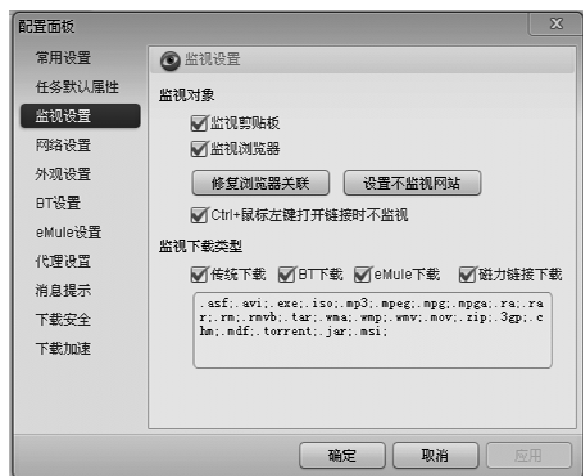 配置面板
常用设置
任务默认属性
监视设置
网络设置
外观设置
BT设置
eMule设置
代理设置
消息提示
下载安全
下载加速
监视设置
监视对象
监视剪贴板
监视浏览器
修复浏览器关联 设置不监视网站
Ctrl+鼠标左键打开链接时不监视
监视下载类型
传统下载 BT下载 eMule下载 磁力链接下载
.asf;.avi;.exe;.iso;.mp3;.mpeg;.mpg;.mpga;.ra;.ra
r;.rm;.rmvb;.tar;.wma;.wmp;.wmv;.mov;.zip;.3gp;.c
hm;.mdf;.torrent;.jar;.msi;
确定 取消 应用